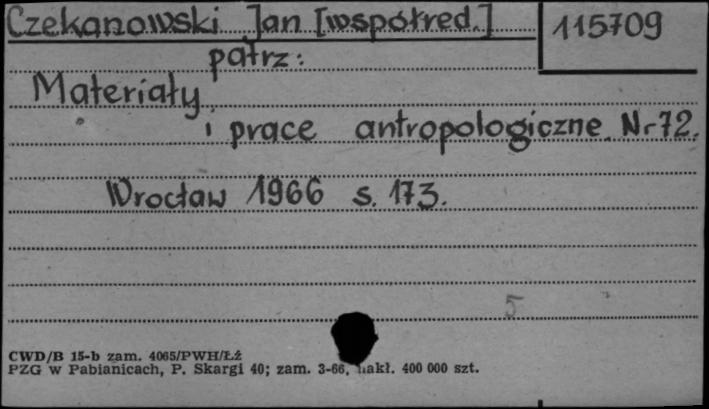 Czekanowski Jan [współred.] 115709
patrz:
Materiały
i prace antropologiczne. Nr 72.
Wrocław 1966 s. 173.
5
CWD/B 15-b zam. 4065/PWH/Łź
PZG w Pabianicach, P. Skargi 40; zam. 3-66, nakł. 400 000 szt.